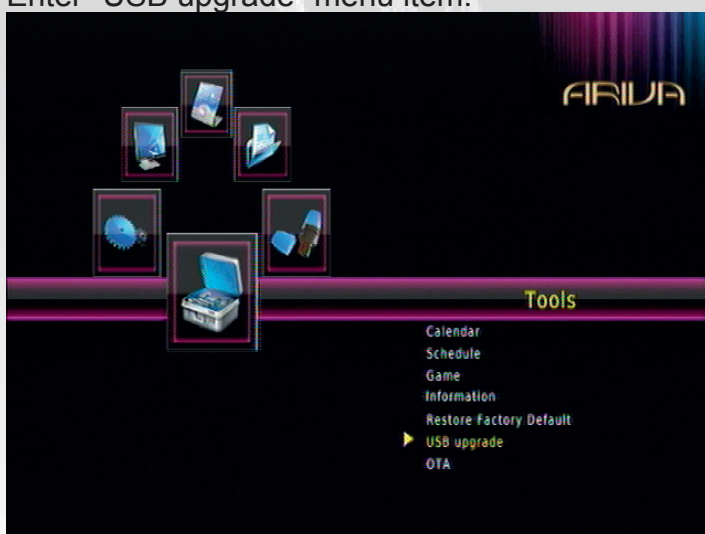 Enter "USB upgrade" menu item.
ARIVA
Tools
Calendar
Schedule
Game
Information
Restore Factory Default
USB upgrade
OTA